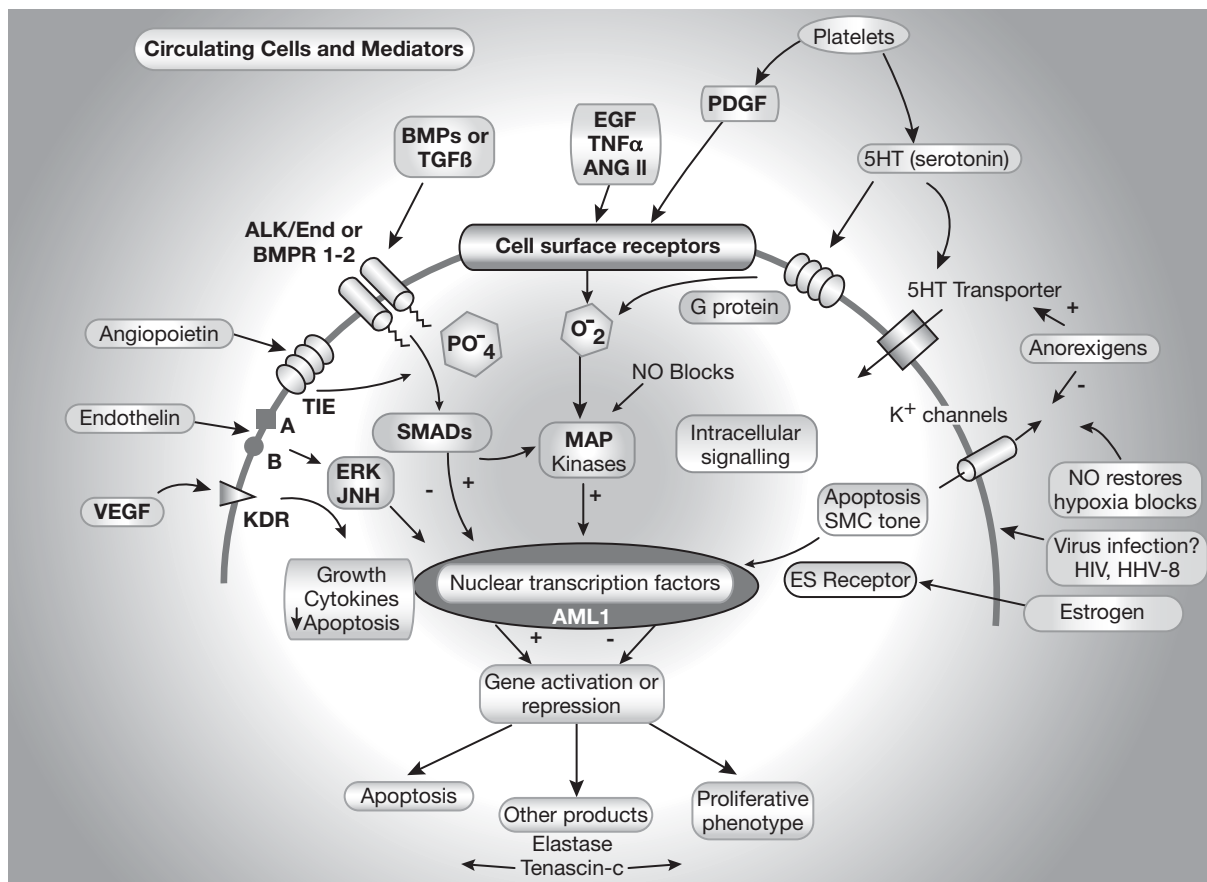 Circulating Cells and Mediators
Platelets
PDGF
EGF
TNFα
ANG II
BMPs or
TGFß
5HT (serotonin)
ALK/End or
BMPR 1-2
Cell surface receptors
5HT Transporter
G protein
+
Angiopoietin
PO⁻₄
O⁻₂
Anorexigens
NO Blocks
-
TIE
Endothelin
A
K⁺ channels
SMADs
MAP
Kinases
Intracellular
signalling
B
ERK
JNH
-
+
+
NO restores
hypoxia blocks
VEGF
KDR
Apoptosis
SMC tone
Virus infection?
HIV, HHV-8
Growth
Cytokines
↓Apoptosis
Nuclear transcription factors
AML1
ES Receptor
Estrogen
+
-
Gene activation or
repression
Apoptosis
Other products
Proliferative
phenotype
Elastase
Tenascin-c